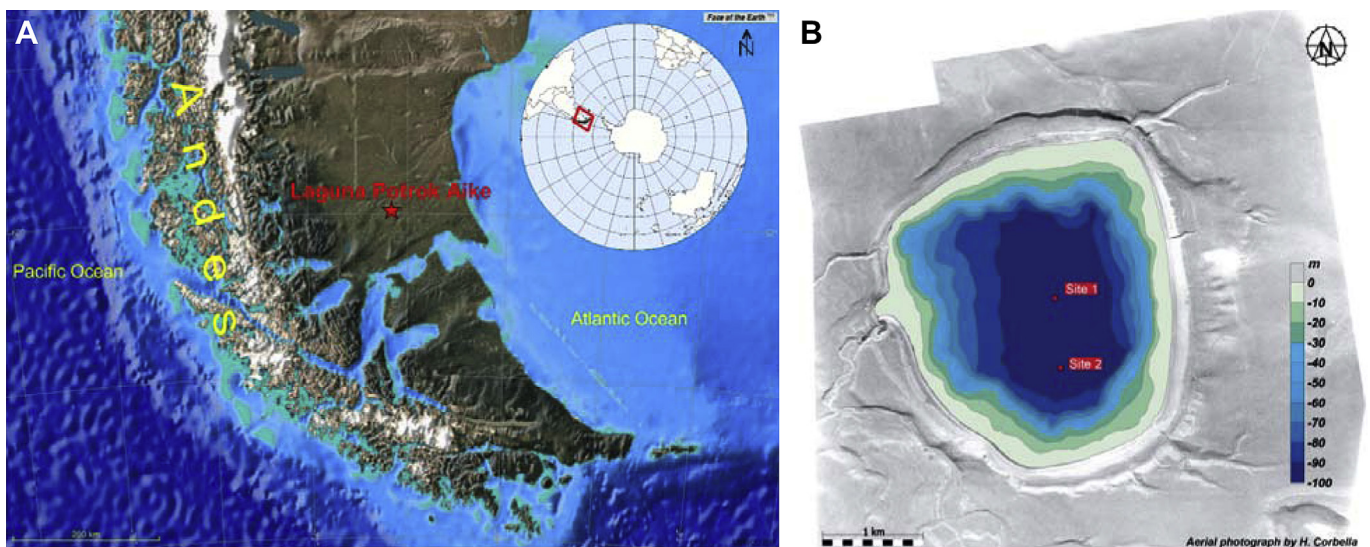 A
Face of the Earth™
N
Andes
Laguna Potrok Aike
Pacific Ocean
Atlantic Ocean
200 km
B
N
Site 1
Site 2
m
0
-10
-20
-30
-40
-50
-60
-70
-80
-90
-100
1 km
Aerial photograph by H. Corbella